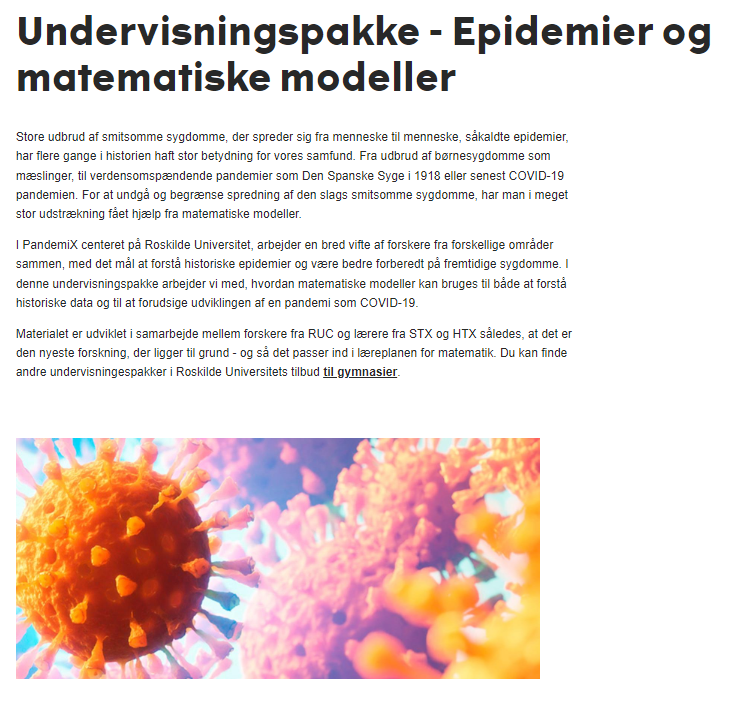 Undervisningspakke - Epidemier og
matematiske modeller
Store udbrud af smitsomme sygdomme, der spreder sig fra menneske til menneske, såkaldte epidemier,
har flere gange i historien haft stor betydning for vores samfund. Fra udbrud af børnesygdomme som
mæslinger, til verdensomspændende pandemier som Den Spanske Syge i 1918 eller senest COVID-19
pandemien. For at undgå og begrænse spredning af den slags smitsomme sygdomme, har man i meget
stor udstrækning fået hjælp fra matematiske modeller.
I PandemiX centeret på Roskilde Universitet, arbejder en bred vifte af forskere fra forskellige områder
sammen, med det mål at forstå historiske epidemier og være bedre forberedt på fremtidige sygdomme. I
denne undervisningspakke arbejder vi med, hvordan matematiske modeller kan bruges til både at forstå
historiske data og til at forudsige udviklingen af en pandemi som COVID-19.
Materialet er udviklet i samarbejde mellem forskere fra RUC og lærere fra STX og HTX således, at det er
den nyeste forskning, der ligger til grund - og så det passer ind i læreplanen for matematik. Du kan finde
andre undervisningespakker i Roskilde Universitets tilbud til gymnasier.